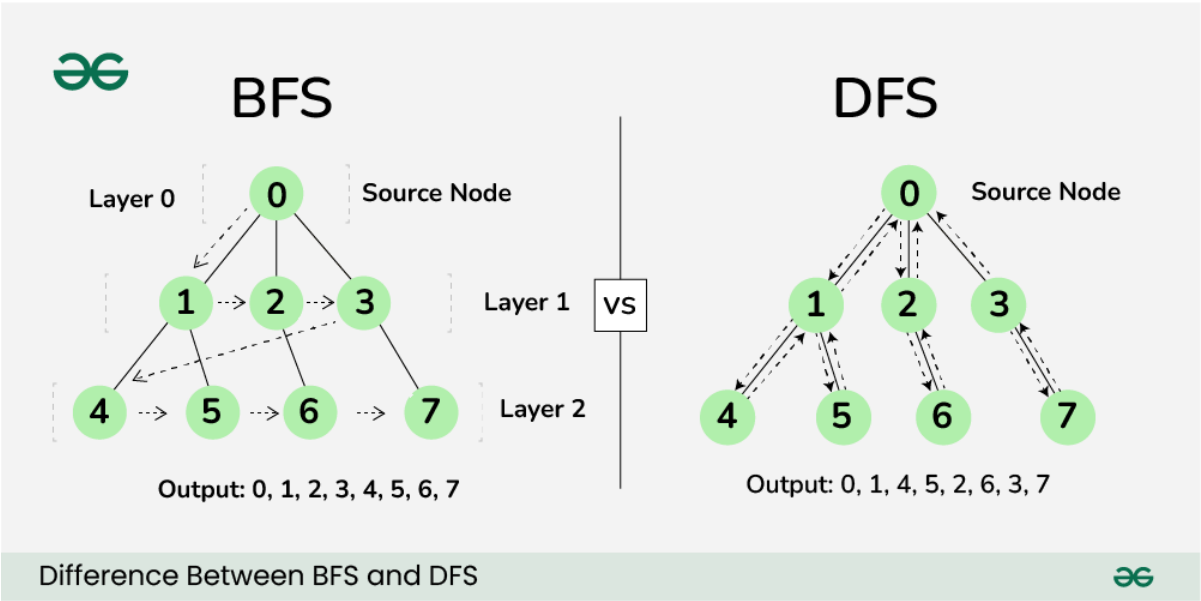 BFS
Layer 0
0
Source Node
1
2
3
Layer 1
4
5
6
7
Layer 2
Output: 0, 1, 2, 3, 4, 5, 6, 7
vs
DFS
0
Source Node
1
2
3
4
5
6
7
Output: 0, 1, 4, 5, 2, 6, 3, 7
Difference Between BFS and DFS